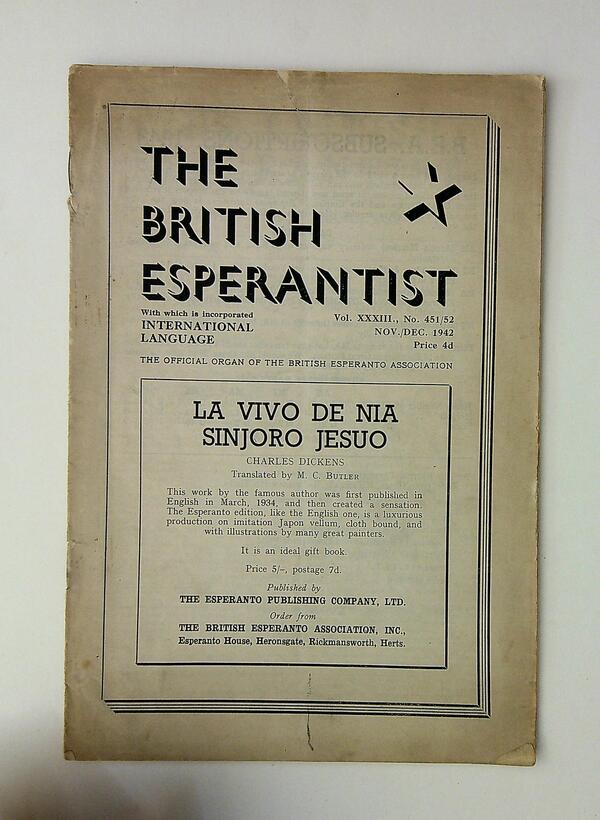 THE
BRITISH
ESPERANTIST
With which is incorporated
INTERNATIONAL
LANGUAGE
Vol. XXXIII., No. 451/52
NOV./DEC. 1942
Price 4d
THE OFFICIAL ORGAN OF THE BRITISH ESPERANTO ASSOCIATION
LA VIVO DE NIA
SINJORO JESUO
CHARLES DICKENS
Translated by M. C. BUTLER
This work by the famous author was first published in
English in March, 1934, and then created a sensation.
The Esperanto edition, like the English one, is a luxurious
production on imitation Japon vellum, cloth bound, and
with illustrations by many great painters.
It is an ideal gift book.
Price 5/-, postage 7d.
Published by
THE ESPERANTO PUBLISHING COMPANY, LTD.
Order from
THE BRITISH ESPERANTO ASSOCIATION, INC.,
Esperanto House, Heronsgate, Rickmansworth, Herts.